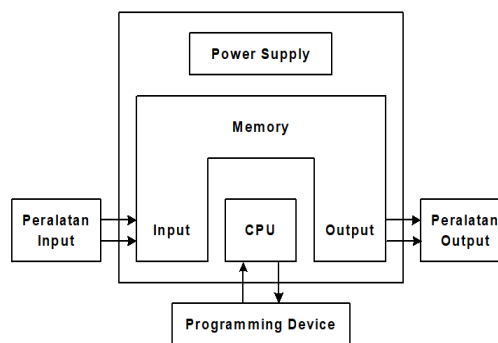 Power Supply
Memory
Peralatan
Input
Input
CPU
Output
Peralatan
Output
Programming Device